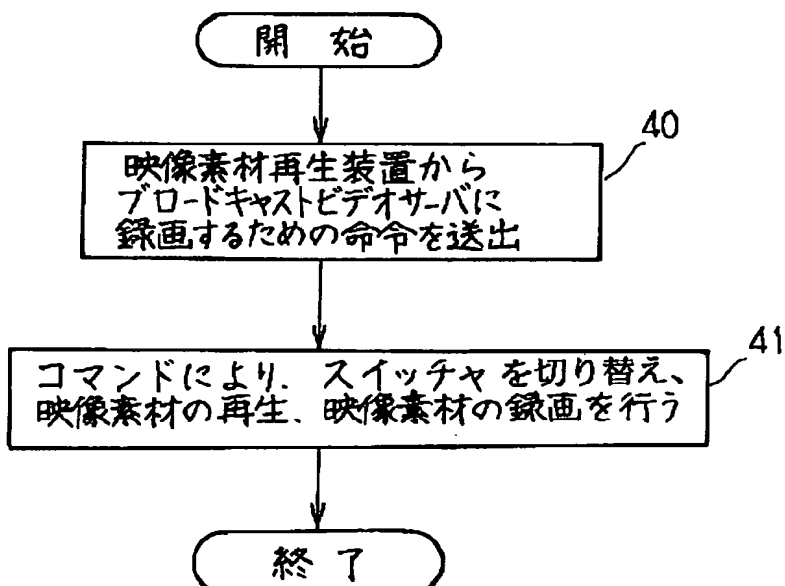 開始
40
映像素材再生装置から
ブロードキャストビデオサーバに
録画するための命令を送出
41
コマンドにより、スイッチャを切り替え、
映像素材の再生、映像素材の録画を行う
終了